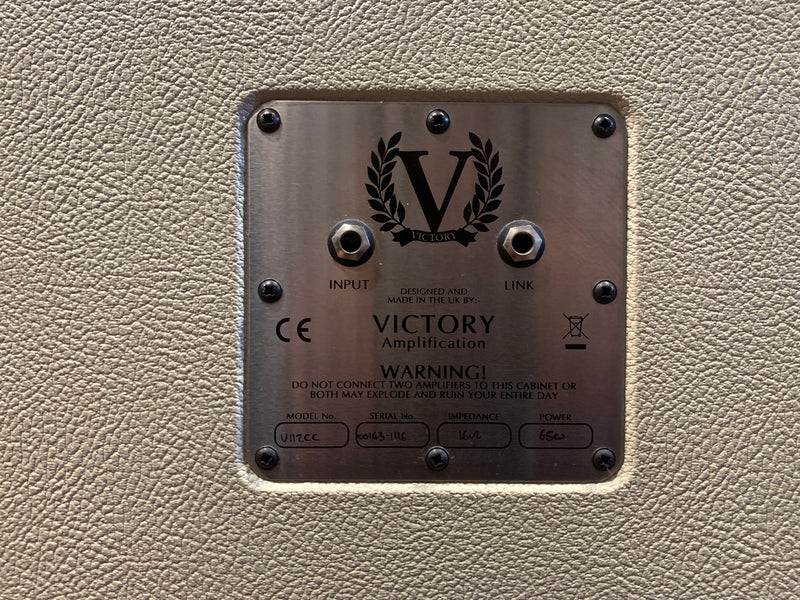 V
VICTORY
INPUT
LINK
DESIGNED AND
MADE IN THE UK BY:-
CE
VICTORY
Amplification
WARNING!
DO NOT CONNECT TWO AMPLIFIERS TO THIS CABINET OR
BOTH MAY EXPLODE AND RUIN YOUR ENTIRE DAY
MODEL No. SERIAL No. IMPEDANCE POWER
V112CC 00143-1116 16Ω 65W